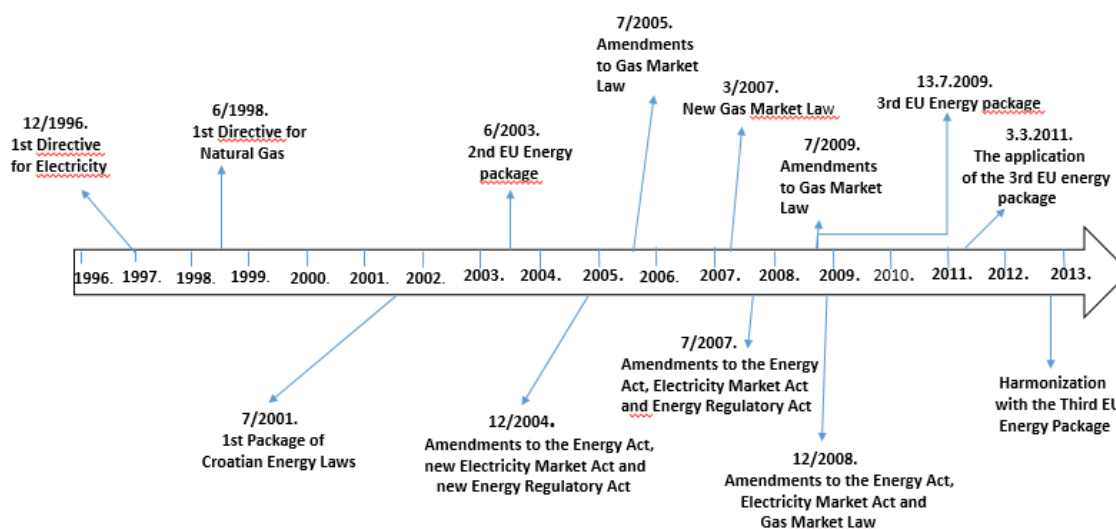 7/2005.
Amendments
to Gas Market
Law
13.7.2009.
3rd EU Energy package
3/2007.
New Gas Market Law
12/1996.
1st Directive
for Electricity
6/1998.
1st Directive for
Natural Gas
6/2003.
2nd EU Energy
package
7/2009.
Amendments
to Gas Market
Law
3.3.2011.
The application
of the 3rd EU energy
package
1996. 1997. 1998. 1999. 2000. 2001. 2002. 2003. 2004. 2005. 2006. 2007. 2008. 2009. 2010. 2011. 2012. 2013.
7/2001.
1st Package of
Croatian Energy Laws
12/2004.
Amendments to the Energy Act,
new Electricity Market Act and
new Energy Regulatory Act
7/2007.
Amendments to the Energy
Act, Electricity Market Act
and Energy Regulatory Act
12/2008.
Amendments to the Energy Act,
Electricity Market Act and
Gas Market Law
Harmonization
with the Third EU
Energy Package